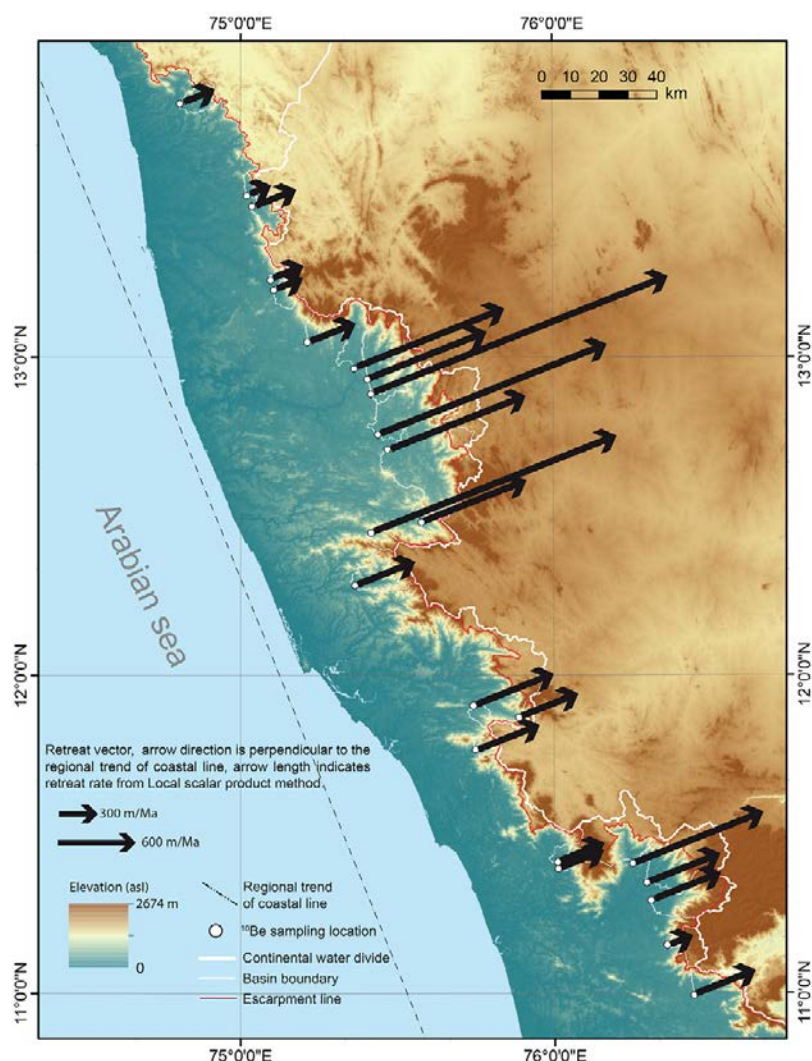 75°0'0"E
76°0'0"E
0 10 20 30 40
km
13°0'0"N
13°0'0"N
Arabian sea
12°0'0"N
12°0'0"N
Retreat vector, arrow direction is perpendicular to the
regional trend of coastal line, arrow length indicates
retreat rate from Local scalar product method
300 m/Ma
600 m/Ma
Elevation (asl)
2674 m
0
Regional trend
of coastal line
¹⁰Be sampling location
Continental water divide
Basin boundary
Escarpment line
11°0'0"N
11°0'0"N
75°0'0"E
76°0'0"E